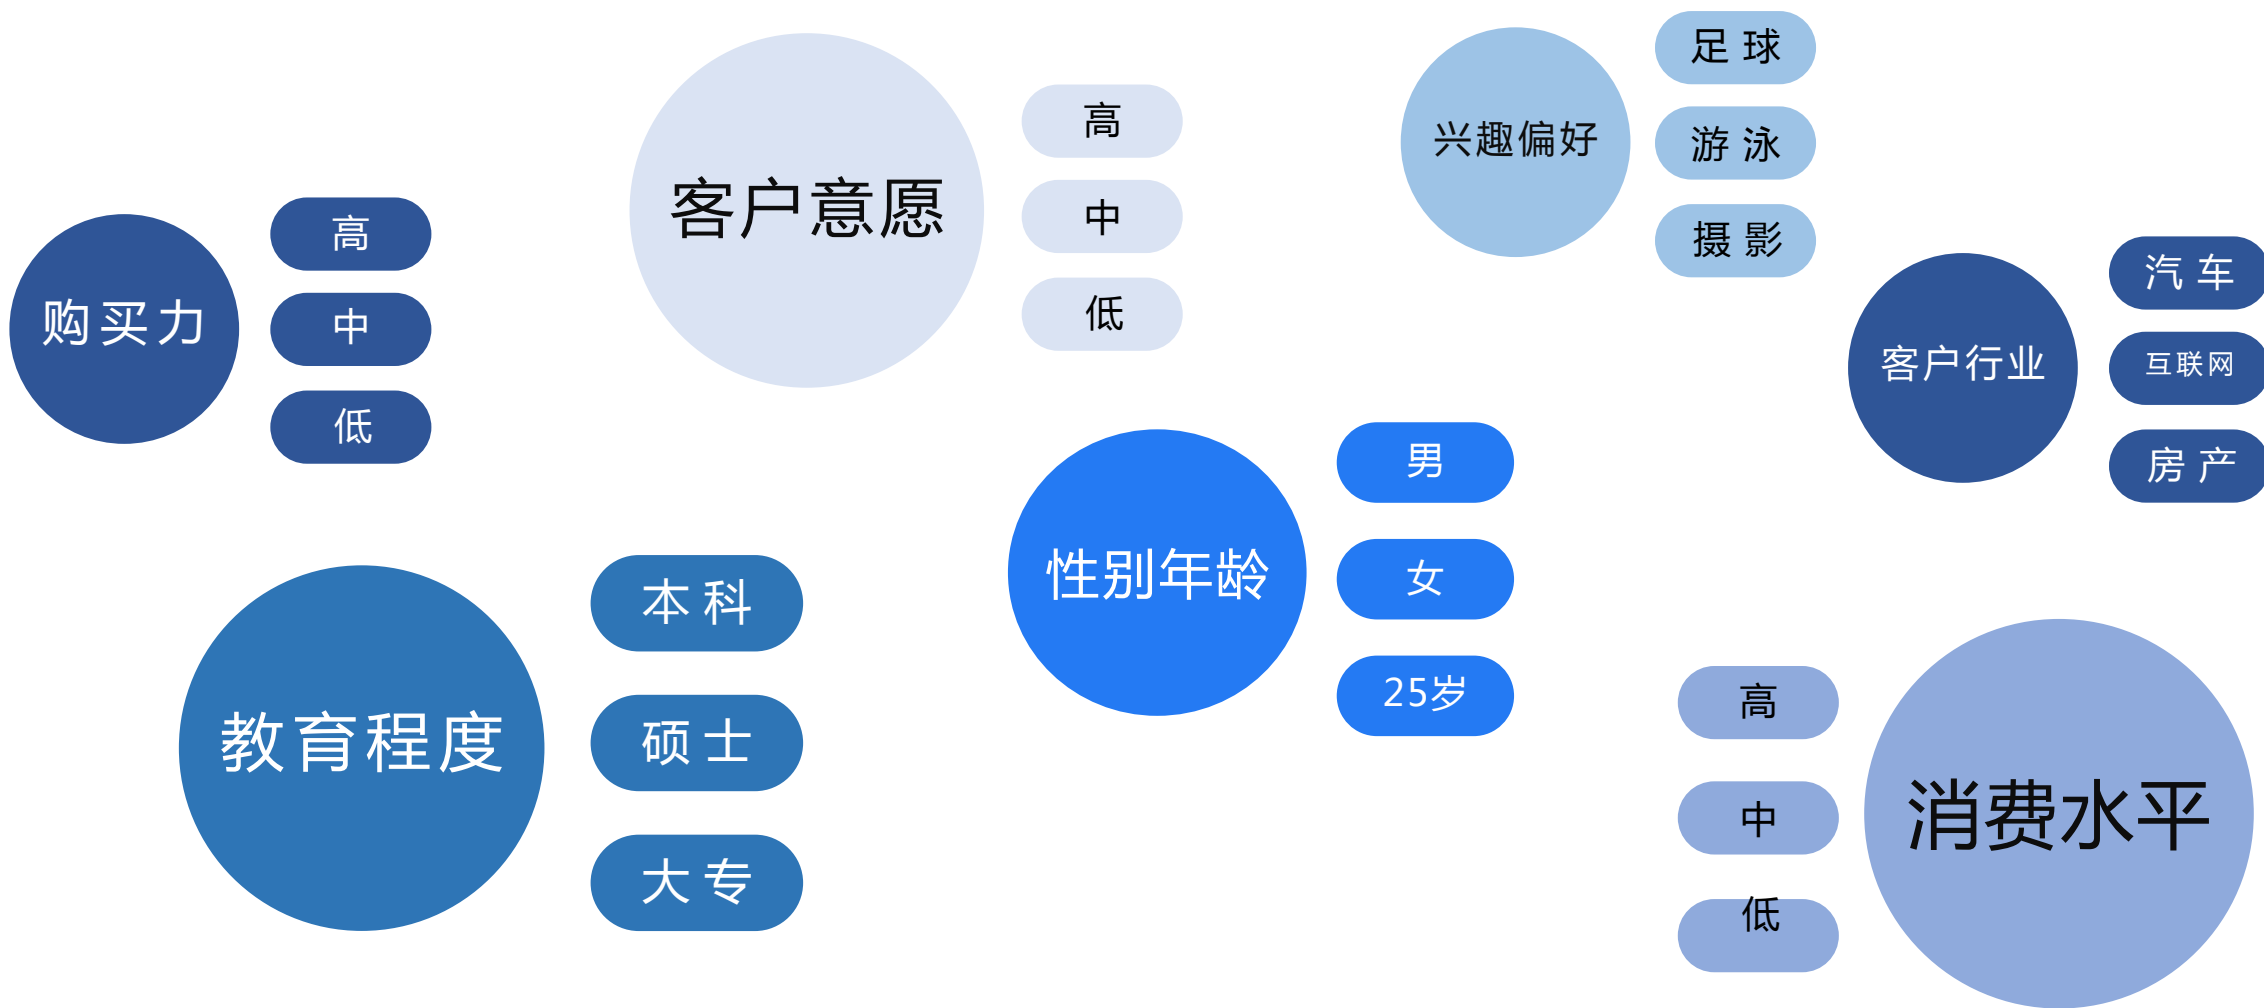 购买力
高
中
低
客户意愿
高
中
低
兴趣偏好
足 球
游 泳
摄 影
客户行业
汽 车
互联网
房 产
教育程度
本 科
硕 士
大 专
性别年龄
男
女
25岁
高
中
低
消费水平